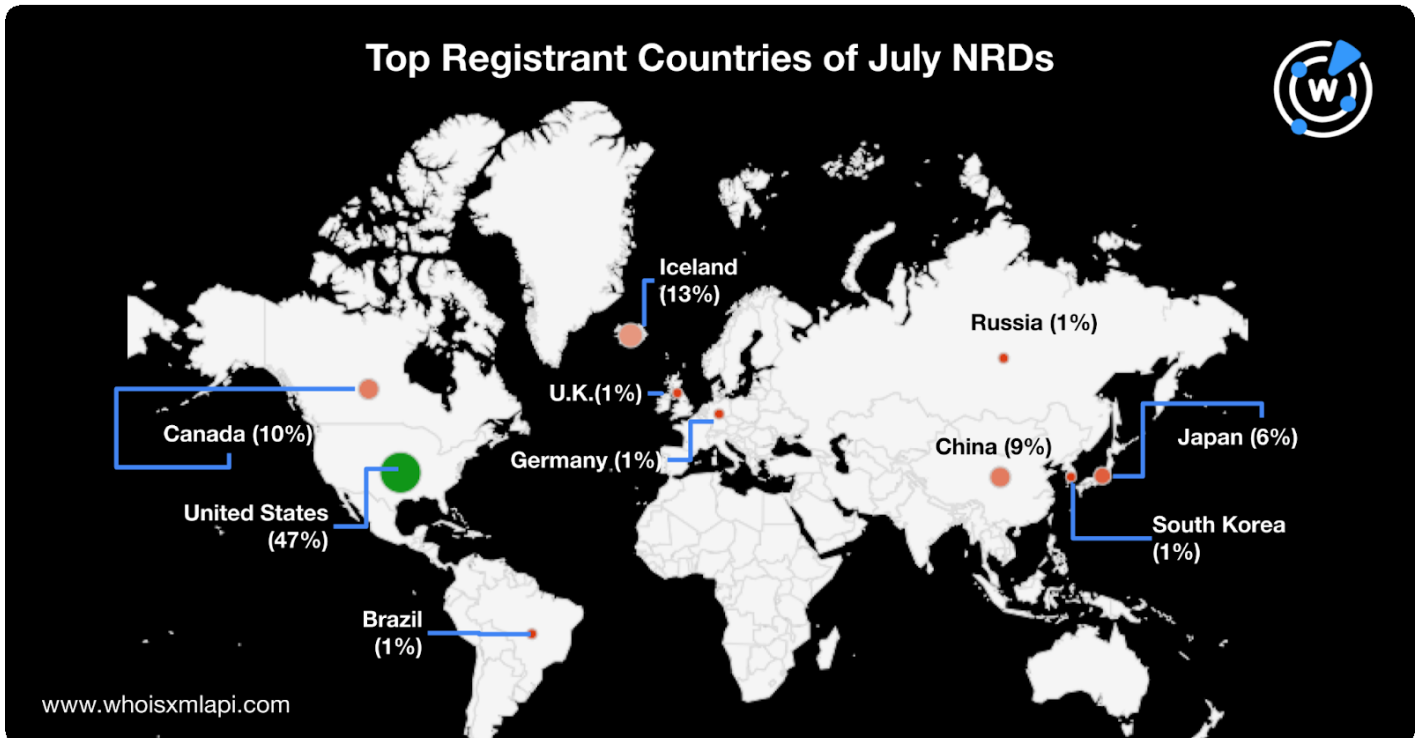 Top Registrant Countries of July NRDs
W
Iceland
(13%)
Russia (1%)
U.K.(1%)
Canada (10%)
Japan (6%)
Germany (1%)
China (9%)
United States
(47%)
South Korea
(1%)
Brazil
(1%)
www.whoisxmlapi.com